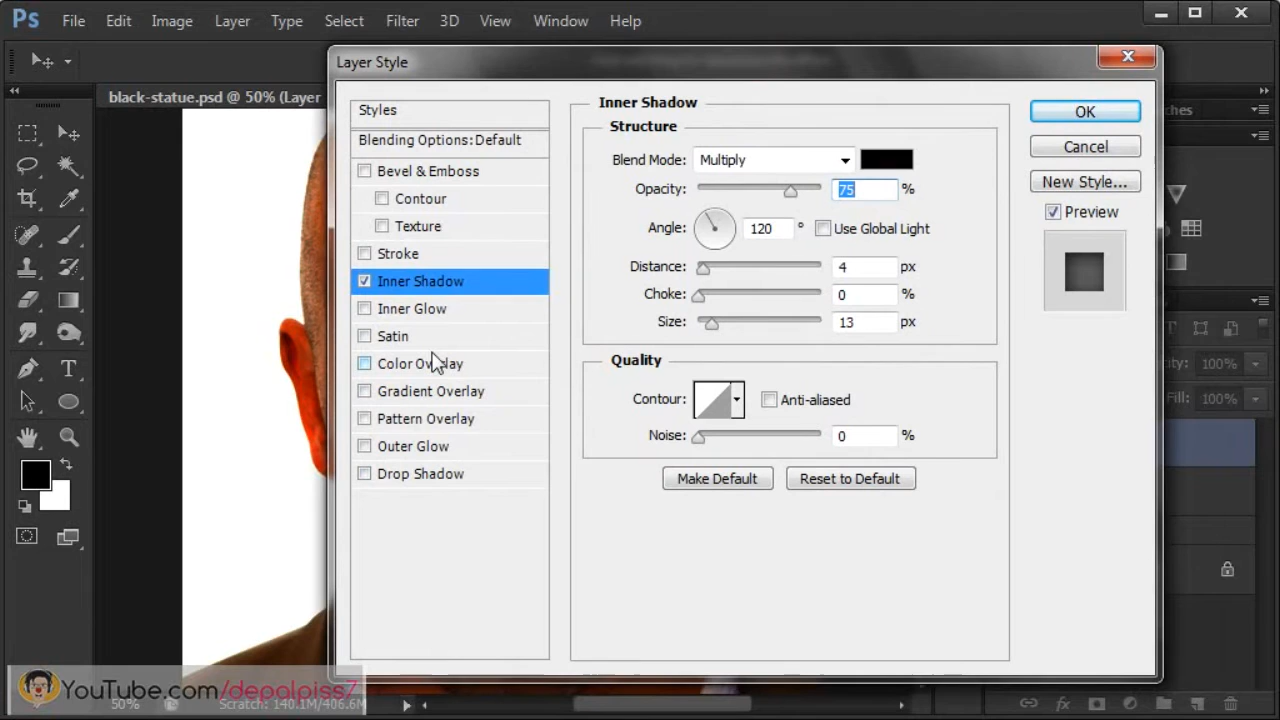 Ps File Edit Image Layer Type Select Filter 3D View Window Help
Layer Style
black-statue.psd @ 50% (Layer
Styles
Blending Options:Default
Bevel & Emboss
Contour
Texture
Stroke
Inner Shadow
Inner Glow
Satin
Color Overlay
Gradient Overlay
Pattern Overlay
Outer Glow
Drop Shadow
Inner Shadow
Structure
Blend Mode: Multiply
Opacity: 75 %
Angle: 120 ° Use Global Light
Distance: 4 px
Choke: 0 %
Size: 13 px
Quality
Contour: Anti-aliased
Noise: 0 %
Make Default Reset to Default
OK
Cancel
New Style...
Preview
ches
100%
Fill: 100%
YouTube.com/depalpiss7
50% Scratch: 140.1M/406.6M